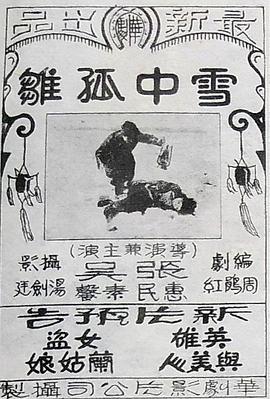 最新出品
雪中孤雛
編劇
周鵑紅
導演兼主演
張惠民
吳素馨
攝影
湯劍廷
新片預告
英雄與美人
女盜蘭姑娘
華劇影片公司攝製